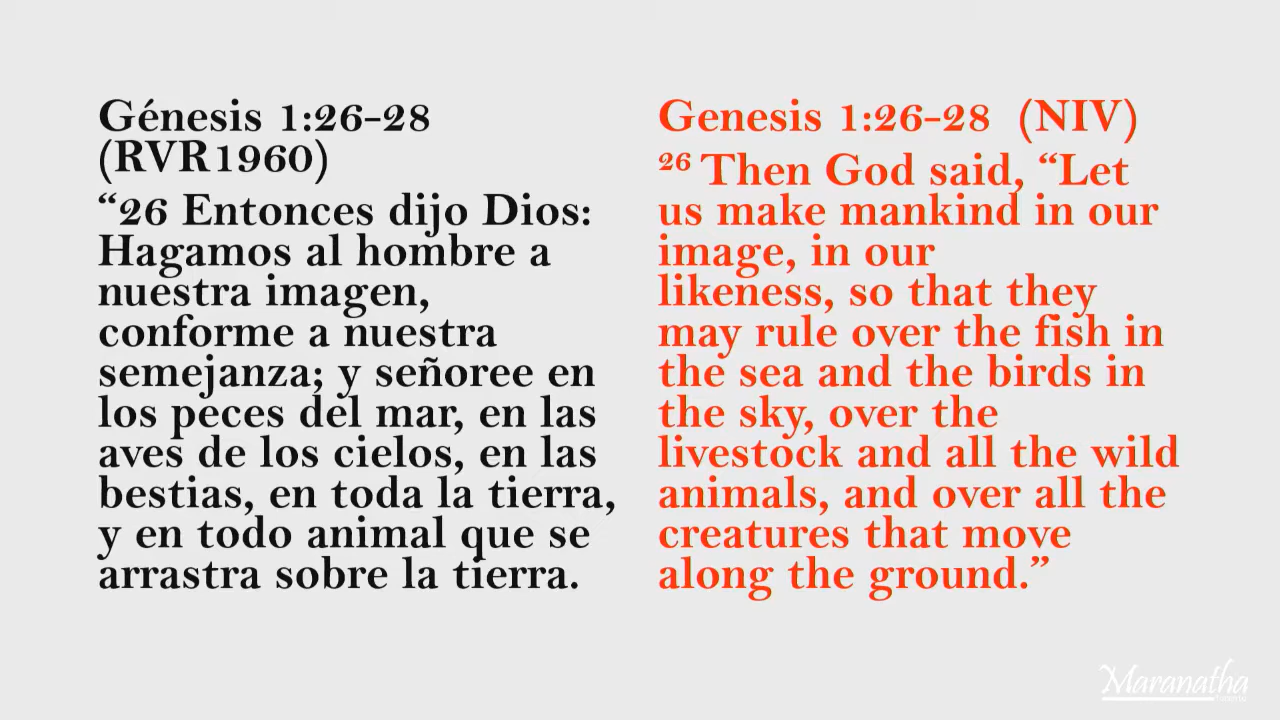 Génesis 1:26-28
(RVR1960)
“26 Entonces dijo Dios:
Hagamos al hombre a
nuestra imagen,
conforme a nuestra
semejanza; y señoree en
los peces del mar, en las
aves de los cielos, en las
bestias, en toda la tierra,
y en todo animal que se
arrastra sobre la tierra.
Genesis 1:26-28 (NIV)
26 Then God said, “Let
us make mankind in our
image, in our
likeness, so that they
may rule over the fish in
the sea and the birds in
the sky, over the
livestock and all the wild
animals, and over all the
creatures that move
along the ground.”
Maranatha